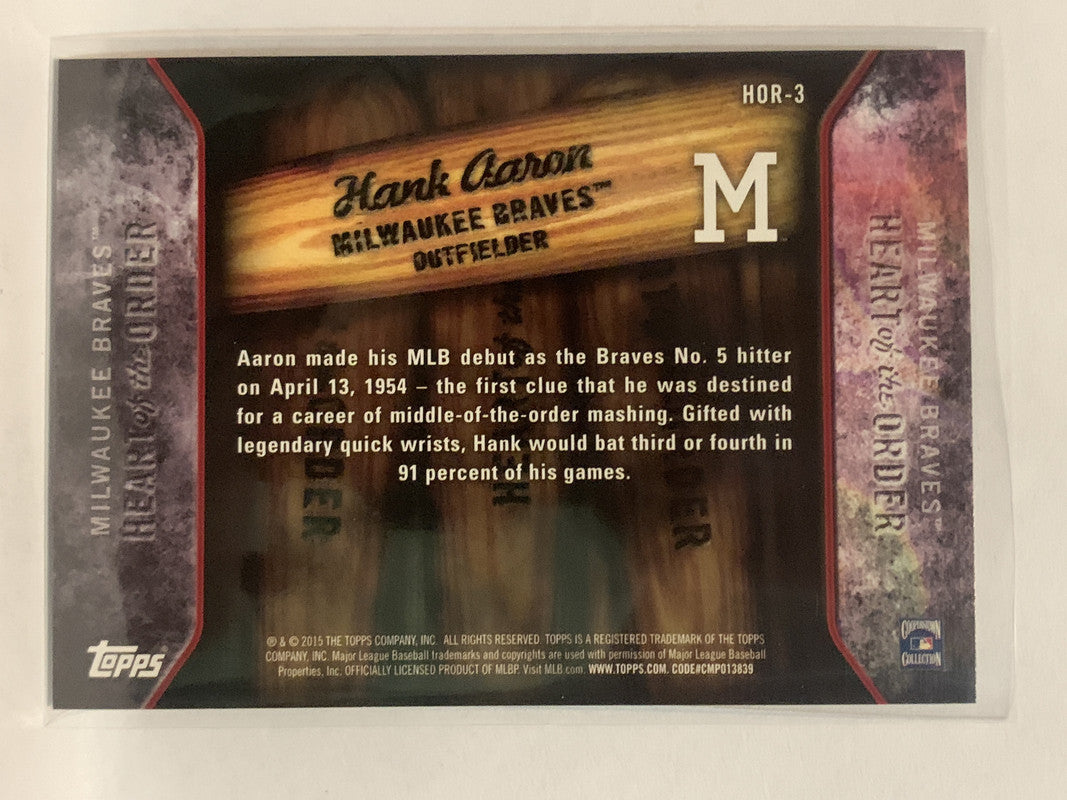 HOR-3
Hank Aaron
MILWAUKEE BRAVES™
OUTFIELDER
M
MILWAUKEE BRAVES™
HEART of the ORDER
Aaron made his MLB debut as the Braves No. 5 hitter
on April 13, 1954 – the first clue that he was destined
for a career of middle-of-the-order mashing. Gifted with
legendary quick wrists, Hank would bat third or fourth in
91 percent of his games.
MILWAUKEE BRAVES™
HEART of the ORDER
ORDER
ORDER
Topps
® & © 2015 THE TOPPS COMPANY, INC. ALL RIGHTS RESERVED. TOPPS IS A REGISTERED TRADEMARK OF THE TOPPS
COMPANY, INC. Major League Baseball trademarks and copyrights are used with permission of Major League Baseball
Properties, Inc. OFFICIALLY LICENSED PRODUCT OF MLBP. Visit MLB.com. WWW.TOPPS.COM. CODE#CMP013839
COOPERSTOWN
COLLECTION